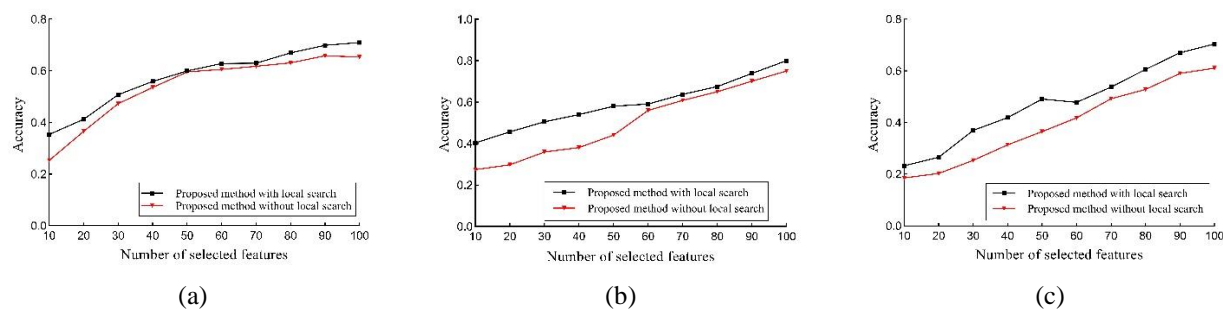 0.8
0.6
0.4
0.2
0.0
Accuracy
Proposed method with local search
Proposed method without local search
10 20 30 40 50 60 70 80 90 100
Number of selected features
(a)
1.0
0.8
0.6
0.4
0.2
0.0
Accuracy
Proposed method with local search
Proposed method without local search
10 20 30 40 50 60 70 80 90 100
Number of selected features
(b)
0.8
0.6
0.4
0.2
0.0
Accuracy
Proposed method with local search
Proposed method without local search
10 20 30 40 50 60 70 80 90 100
Number of selected features
(c)